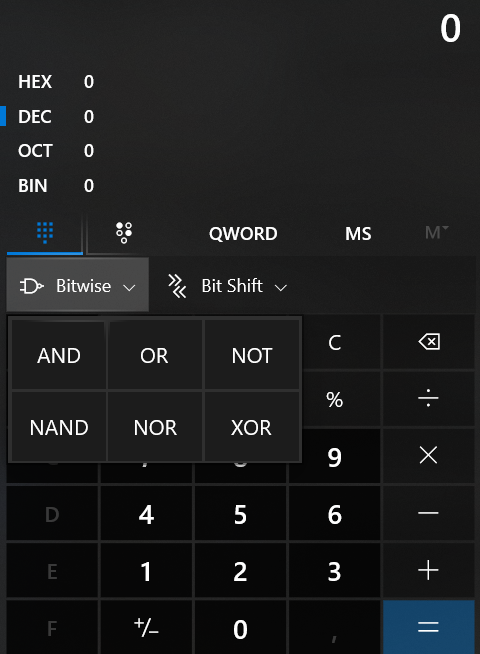 0
HEX 0
DEC 0
OCT 0
BIN 0
QWORD MS M
Bitwise Bit Shift
AND OR NOT C
NAND NOR XOR %
9
D 4 5 6
E 1 2 3
F +/− 0 ,